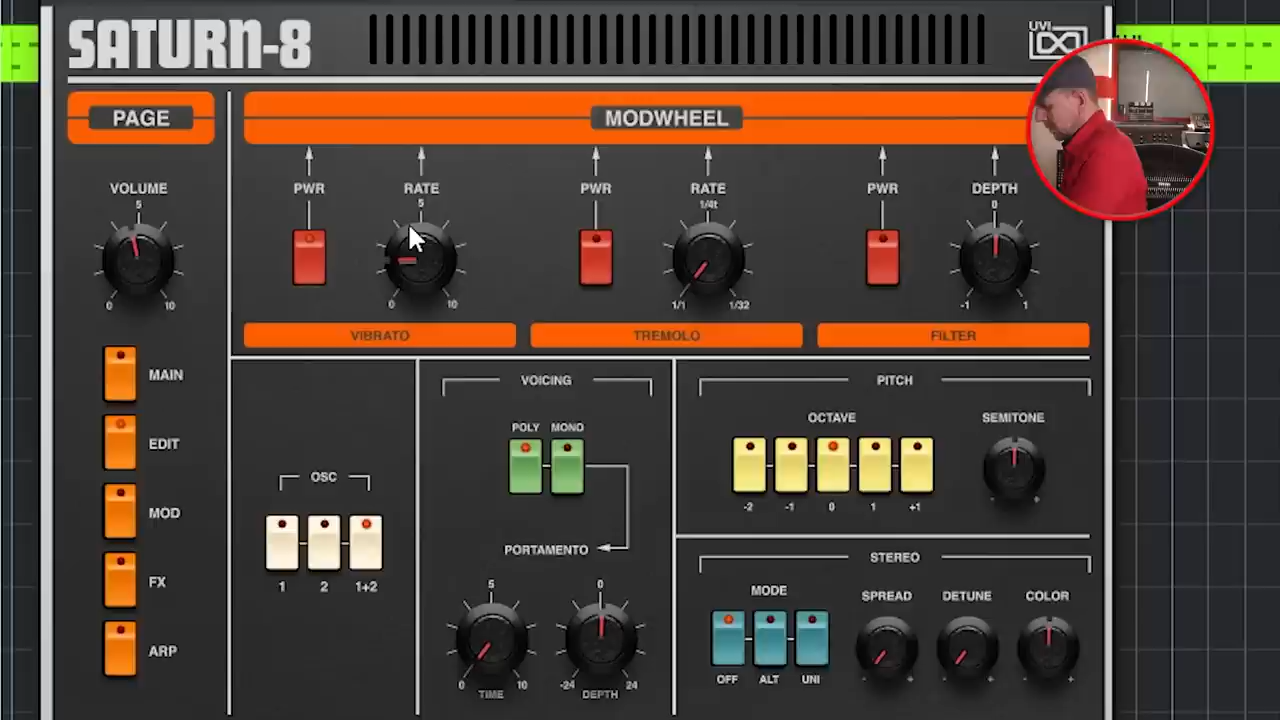 SATURN-8
UVI
PAGE
MODWHEEL
VOLUME
5
0 10
PWR
RATE
5
0 10
PWR
RATE
1/4t
1/1 1/32
PWR
DEPTH
0
-1 1
VIBRATO
TREMOLO
FILTER
MAIN
EDIT
MOD
FX
ARP
OSC
1 2 1+2
VOICING
POLY MONO
PORTAMENTO
5
0 10
TIME
0
-24 24
DEPTH
PITCH
OCTAVE
-2 -1 0 1 +1
SEMITONE
- +
STEREO
MODE
OFF ALT UNI
SPREAD
- +
DETUNE
- +
COLOR
- +